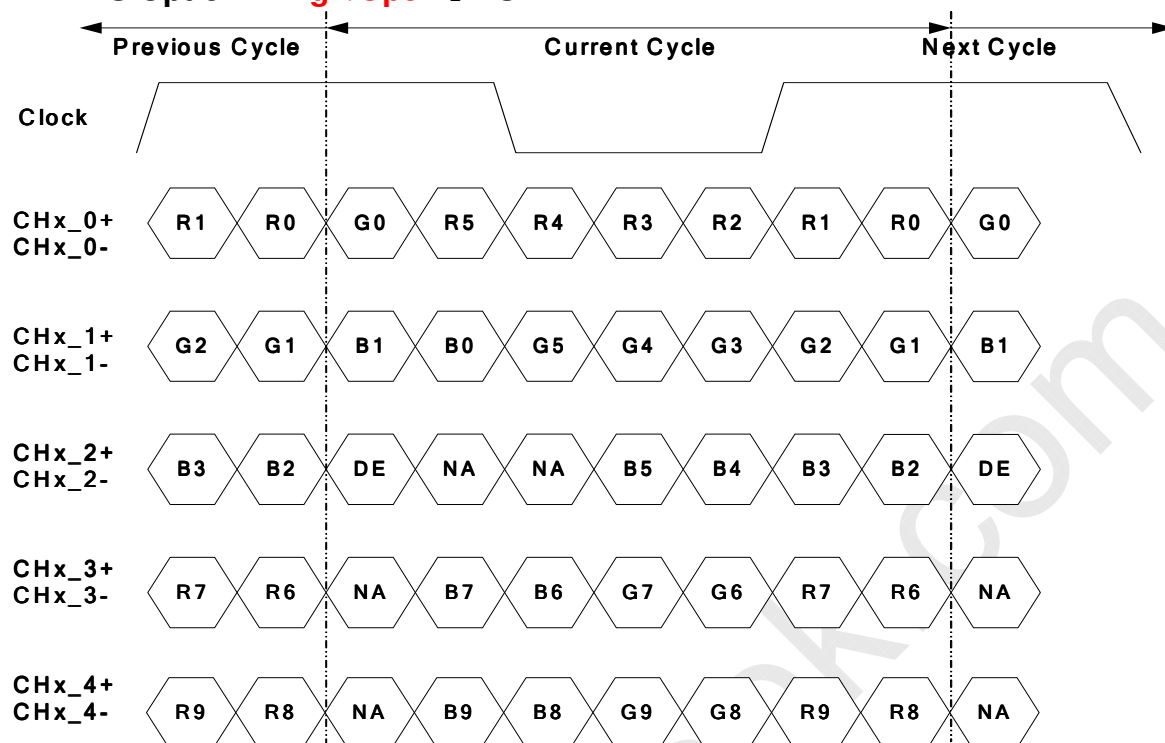 Previous Cycle Current Cycle Next Cycle
Clock
CHx_0+ R1 R0 G0 R5 R4 R3 R2 R1 R0 G0
CHx_0-
CHx_1+ G2 G1 B1 B0 G5 G4 G3 G2 G1 B1
CHx_1-
CHx_2+ B3 B2 DE NA NA B5 B4 B3 B2 DE
CHx_2-
CHx_3+ R7 R6 NA B7 B6 G7 G6 R7 R6 NA
CHx_3-
CHx_4+ R9 R8 NA B9 B8 G9 G8 R9 R8 NA
CHx_4-